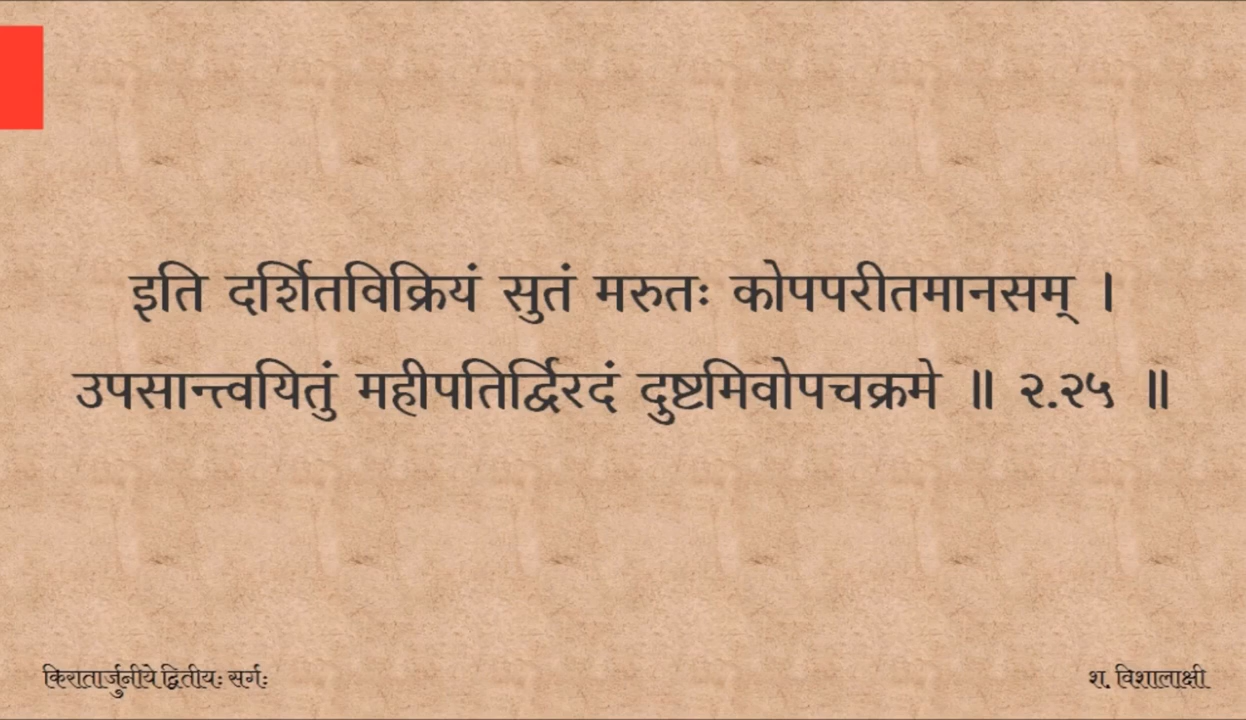 इति दर्शितविक्रियं सुतं मरुतः कोपपरीतमानसम् ।
उपसान्त्वयितुं महीपतिर्द्विरदं दुष्टमिवोपचक्रमे ॥ २.२५ ॥
किरातार्जुनीये द्वितीयः सर्गः
श. विशालाक्षी